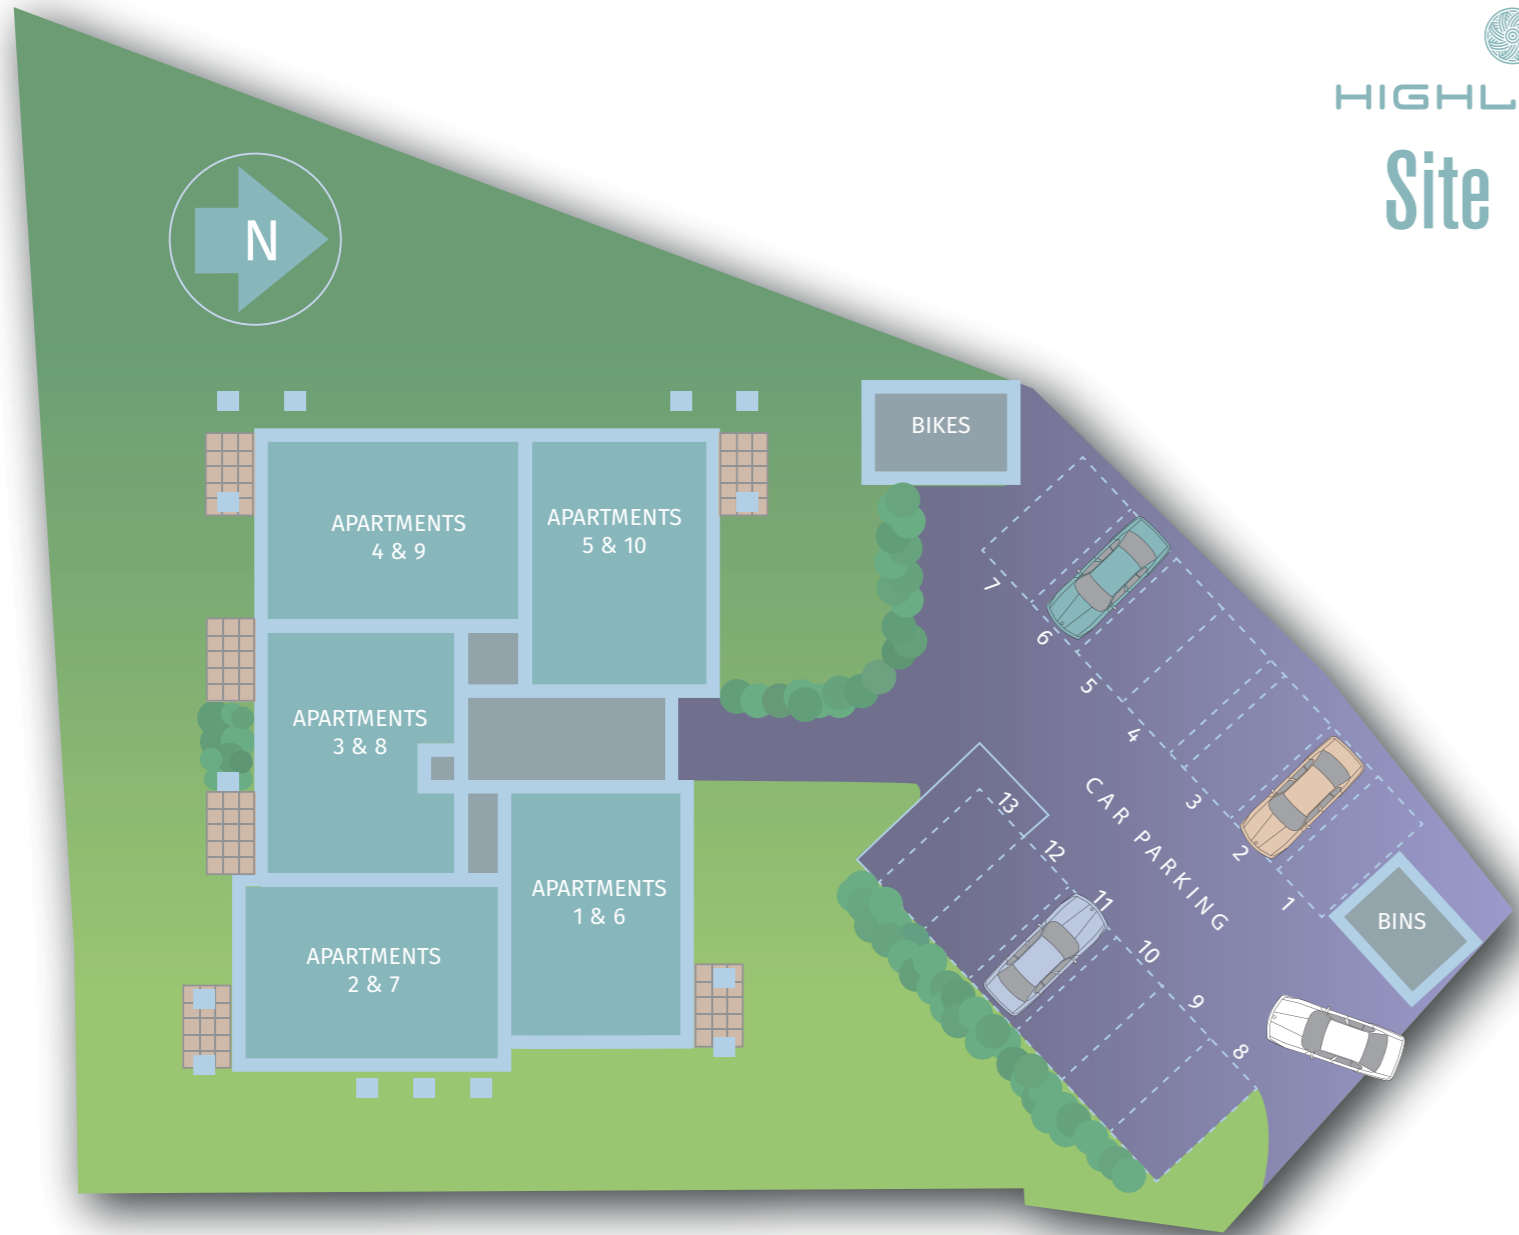 HIGHL
Site
N
BIKES
APARTMENTS
4 & 9
APARTMENTS
5 & 10
APARTMENTS
3 & 8
APARTMENTS
1 & 6
APARTMENTS
2 & 7
7
6
5
4
3
2
1
CAR PARKING
13
12
11
10
9
8
BINS